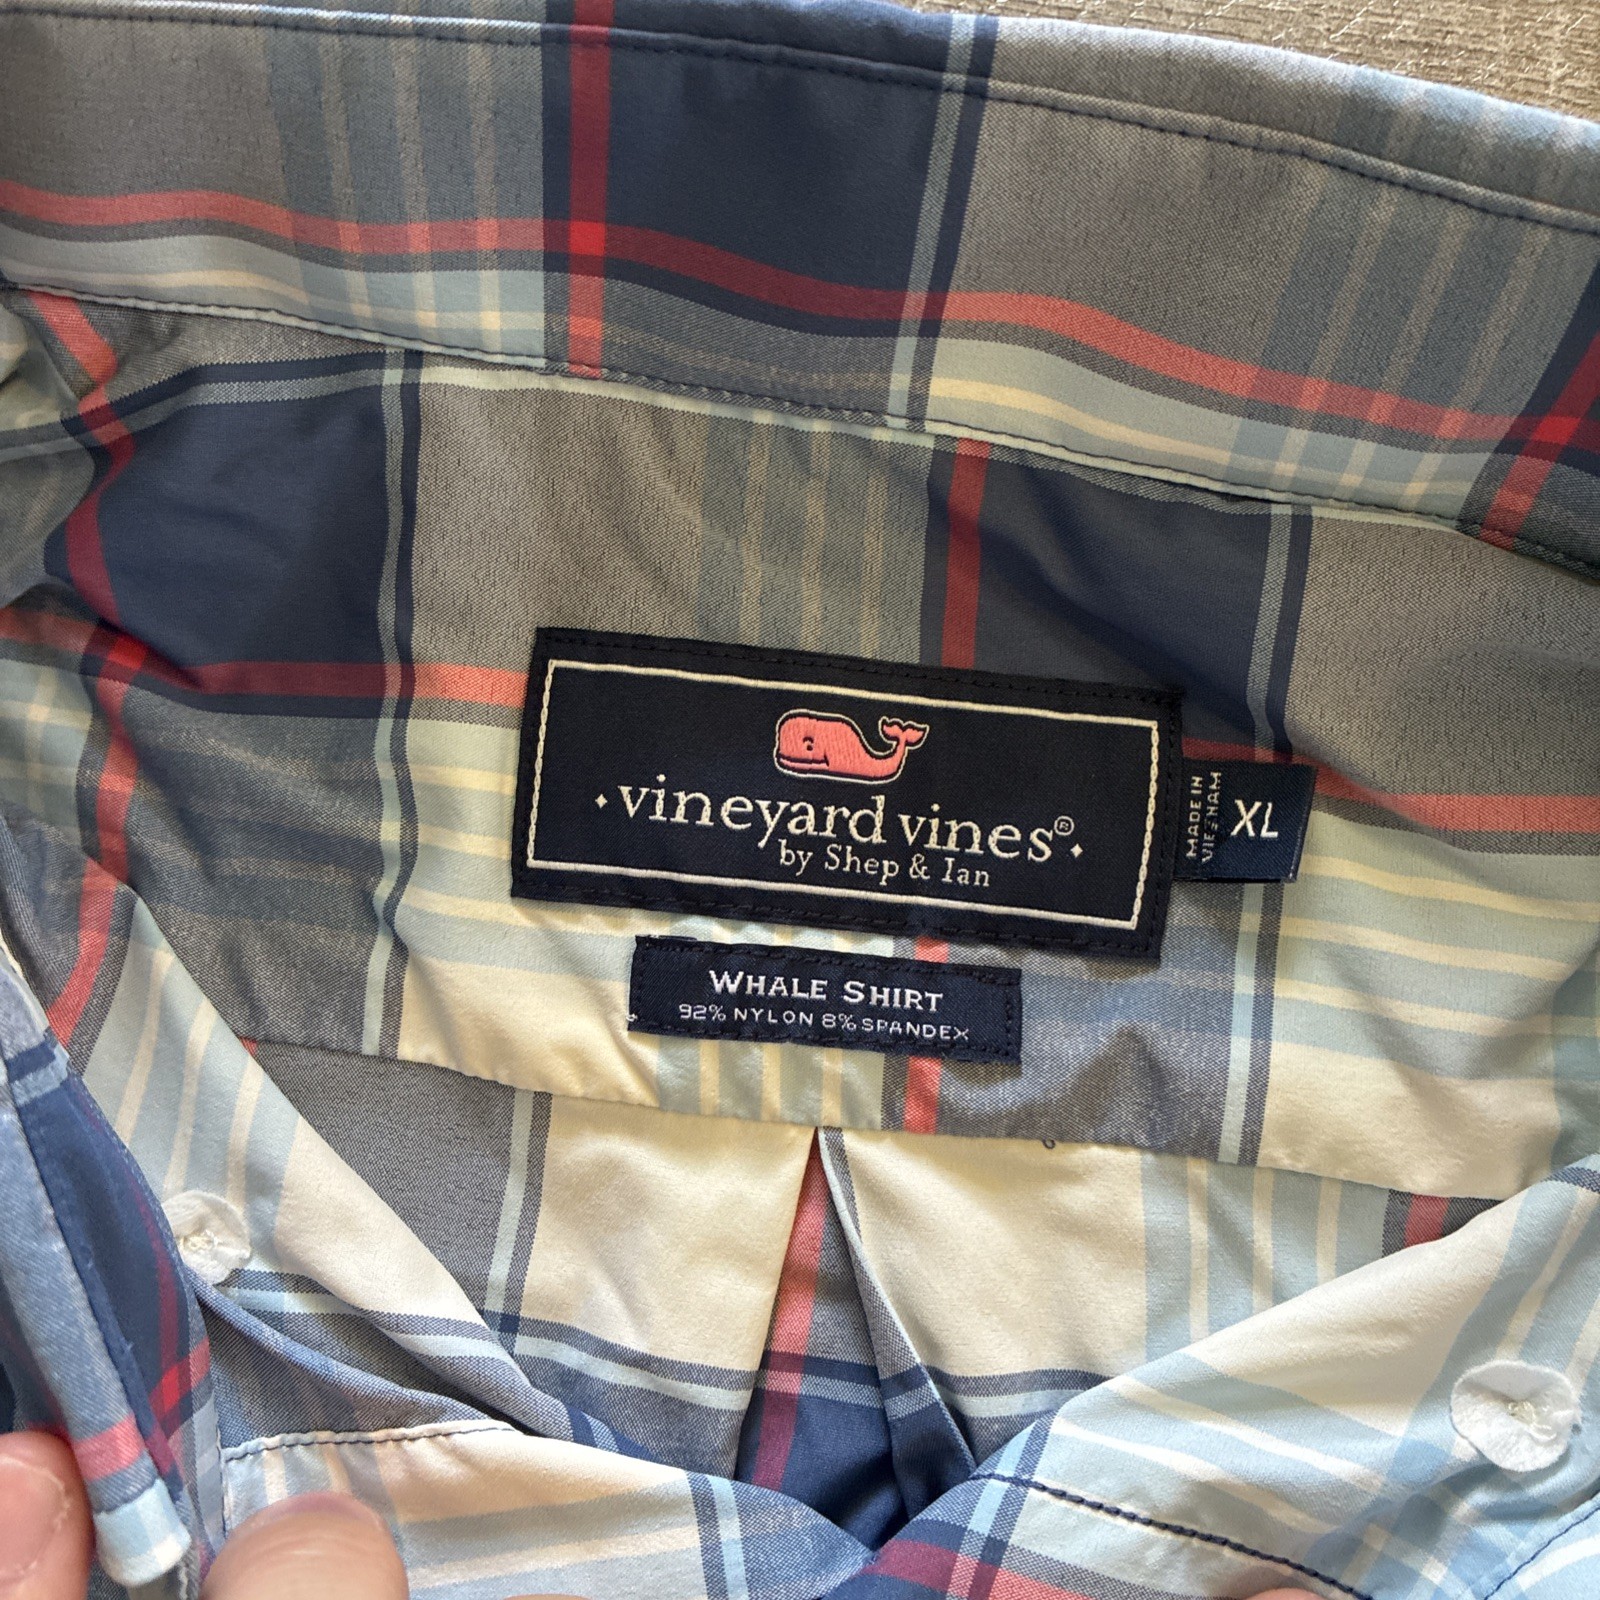 vineyard vines®
by Shep & Ian
MADE IN
VIETNAM
XL
WHALE SHIRT
92% NYLON 8% SPANDEX